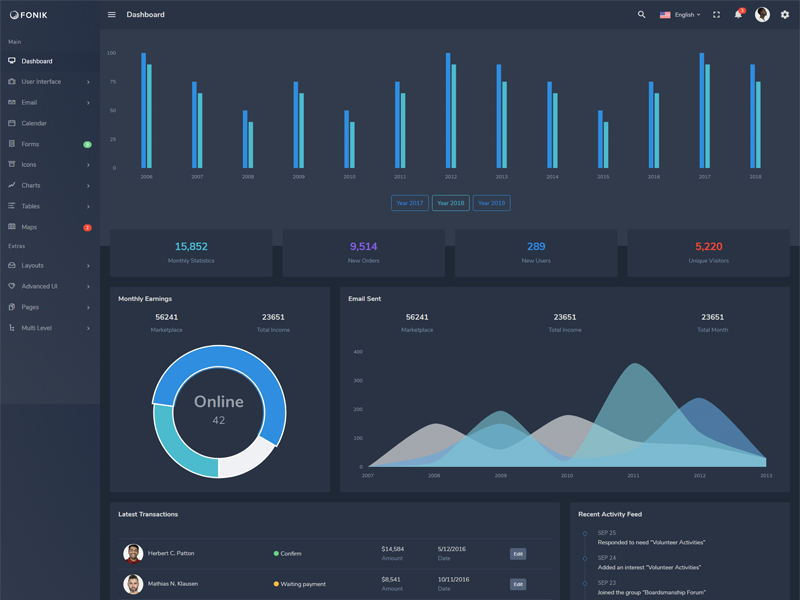 FONIK
Dashboard
English
3
Main
Dashboard
User Interface
Email
Calendar
Forms
Icons
Charts
Tables
Maps
2
Extras
Layouts
Advanced UI
Pages
Multi Level
100
75
50
25
0
2006 2007 2008 2009 2010 2011 2012 2013 2014 2015 2016 2017 2018
Year 2017 Year 2018 Year 2019
15,852
Monthly Statistics
9,514
New Orders
289
New Users
5,220
Unique Visitors
Monthly Earnings
56241 23651
Marketplace Total Income
Online
42
Email Sent
56241 23651 23651
Marketplace Total Income Total Month
400
300
200
100
0
2007 2008 2009 2010 2011 2012 2013
Latest Transactions
Herbert C. Patton Confirm $14,584 5/12/2016 Edit
Amount Date
Mathias N. Klausen Waiting payment $8,541 10/11/2016 Edit
Amount Date
Recent Activity Feed
SEP 25
Responded to need "Volunteer Activities"
SEP 24
Added an interest "Volunteer Activities"
SEP 23
Joined the group "Boardsmanship Forum"